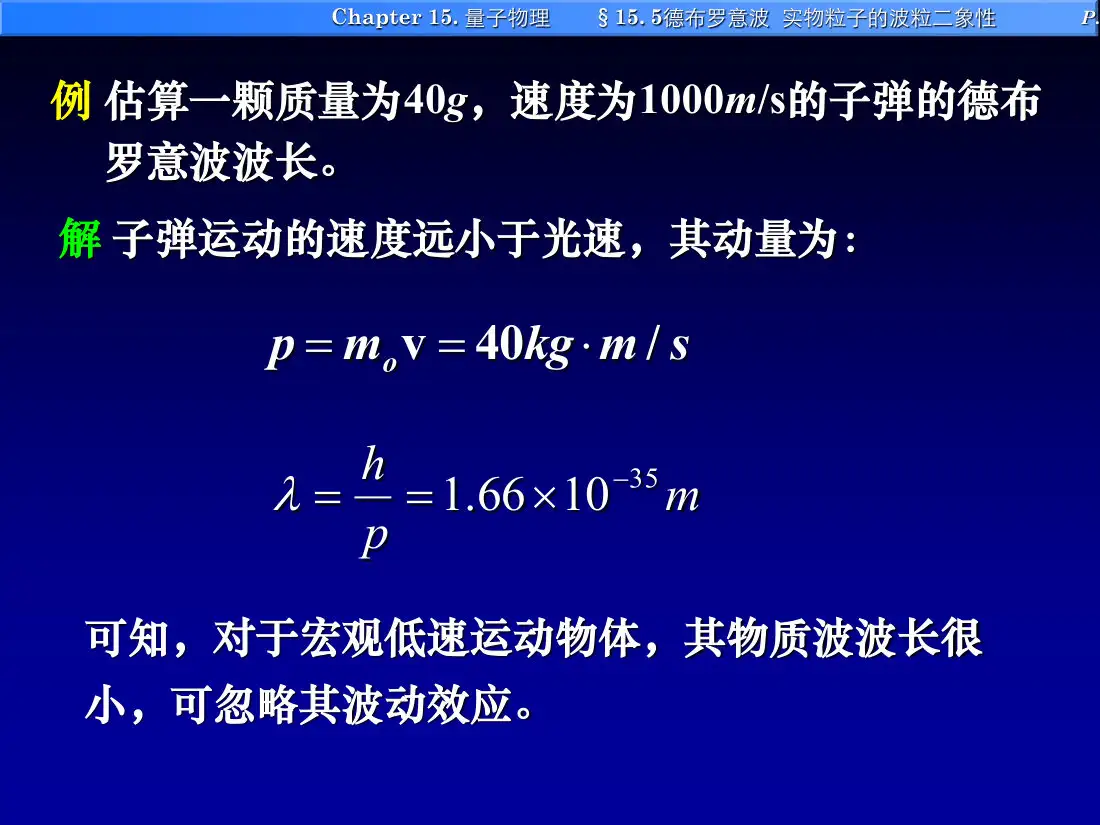 Chapter 15. 量子物理 §15. 5德布罗意波 实物粒子的波粒二象性 P.
例 估算一颗质量为40g，速度为1000m/s的子弹的德布
罗意波波长。
解 子弹运动的速度远小于光速，其动量为：
p = mₒv = 40kg · m / s
λ = h/p = 1.66×10⁻³⁵ m
可知，对于宏观低速运动物体，其物质波波长很
小，可忽略其波动效应。